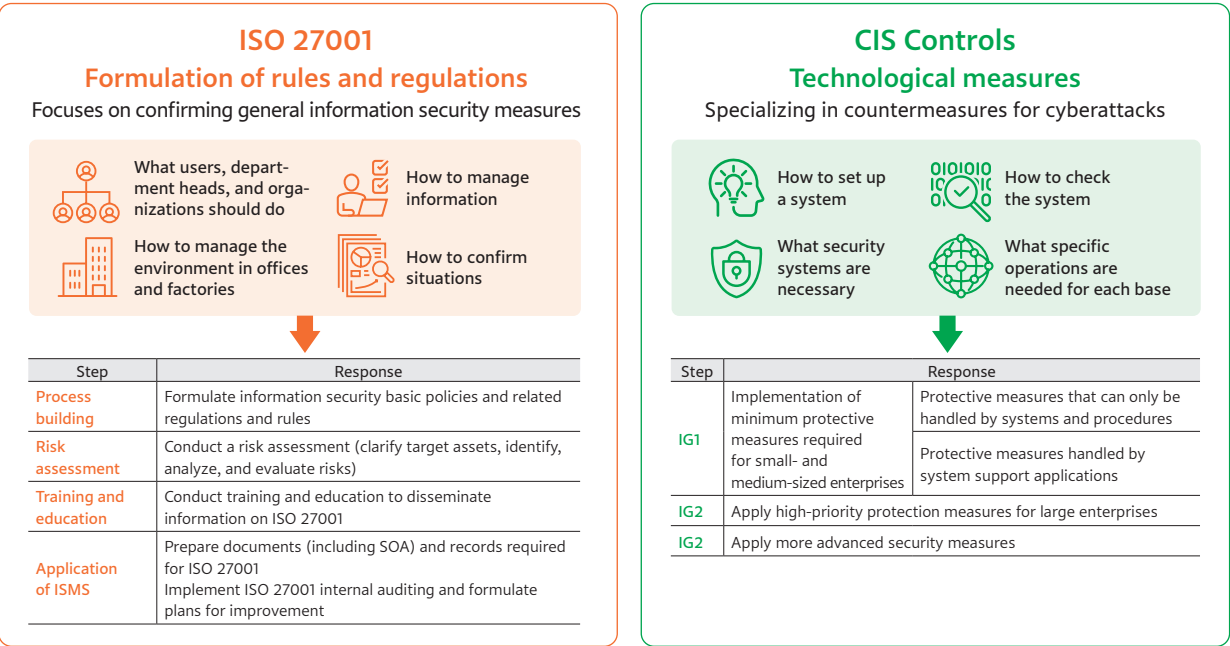 ISO 27001
Formulation of rules and regulations
Focuses on confirming general information security measures
What users, depart-
ment heads, and orga-
nizations should do
How to manage
information
How to manage the
environment in offices
and factories
How to confirm
situations
Step
Response
Process
building
Formulate information security basic policies and related
regulations and rules
Risk
assessment
Conduct a risk assessment (clarify target assets, identify,
analyze, and evaluate risks)
Training and
education
Conduct training and education to disseminate
information on ISO 27001
Application
of ISMS
Prepare documents (including SOA) and records required
for ISO 27001
Implement ISO 27001 internal auditing and formulate
plans for improvement
CIS Controls
Technological measures
Specializing in countermeasures for cyberattacks
How to set up
a system
How to check
the system
What security
systems are
necessary
What specific
operations are
needed for each base
Step
Response
IG1
Implementation of
minimum protective
measures required
for small- and
medium-sized enterprises
Protective measures that can only be
handled by systems and procedures
Protective measures handled by
system support applications
IG2
Apply high-priority protection measures for large enterprises
IG2
Apply more advanced security measures